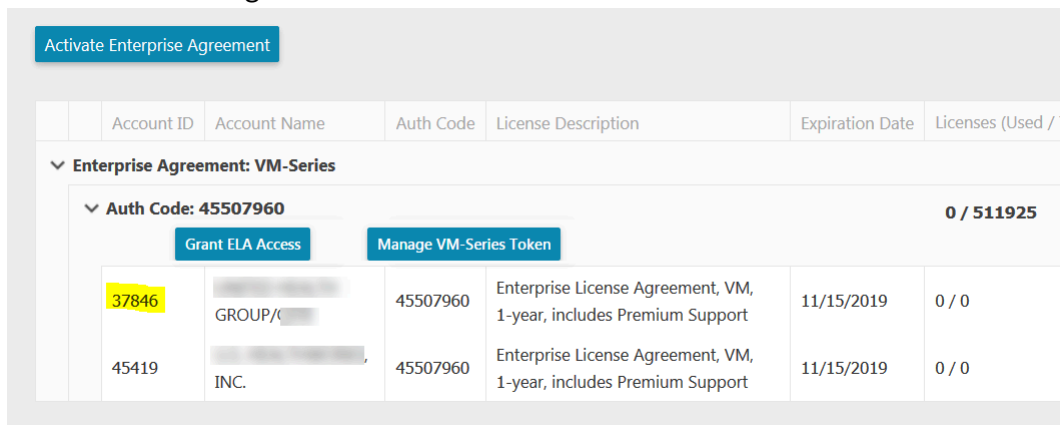 Activate Enterprise Agreement
Account ID Account Name Auth Code License Description Expiration Date Licenses (Used /
Enterprise Agreement: VM-Series
Auth Code: 45507960 0 / 511925
Grant ELA Access Manage VM-Series Token
37846 GROUP/ 45507960 Enterprise License Agreement, VM, 1-year, includes Premium Support 11/15/2019 0 / 0
45419 , INC. 45507960 Enterprise License Agreement, VM, 1-year, includes Premium Support 11/15/2019 0 / 0